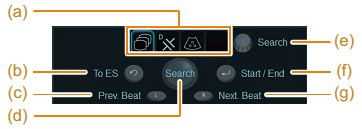 (a)
D
Search
(e)
(b)
To ES
Search
Start / End
(f)
(c)
Prev. Beat
L
R
Next. Beat
(g)
(d)